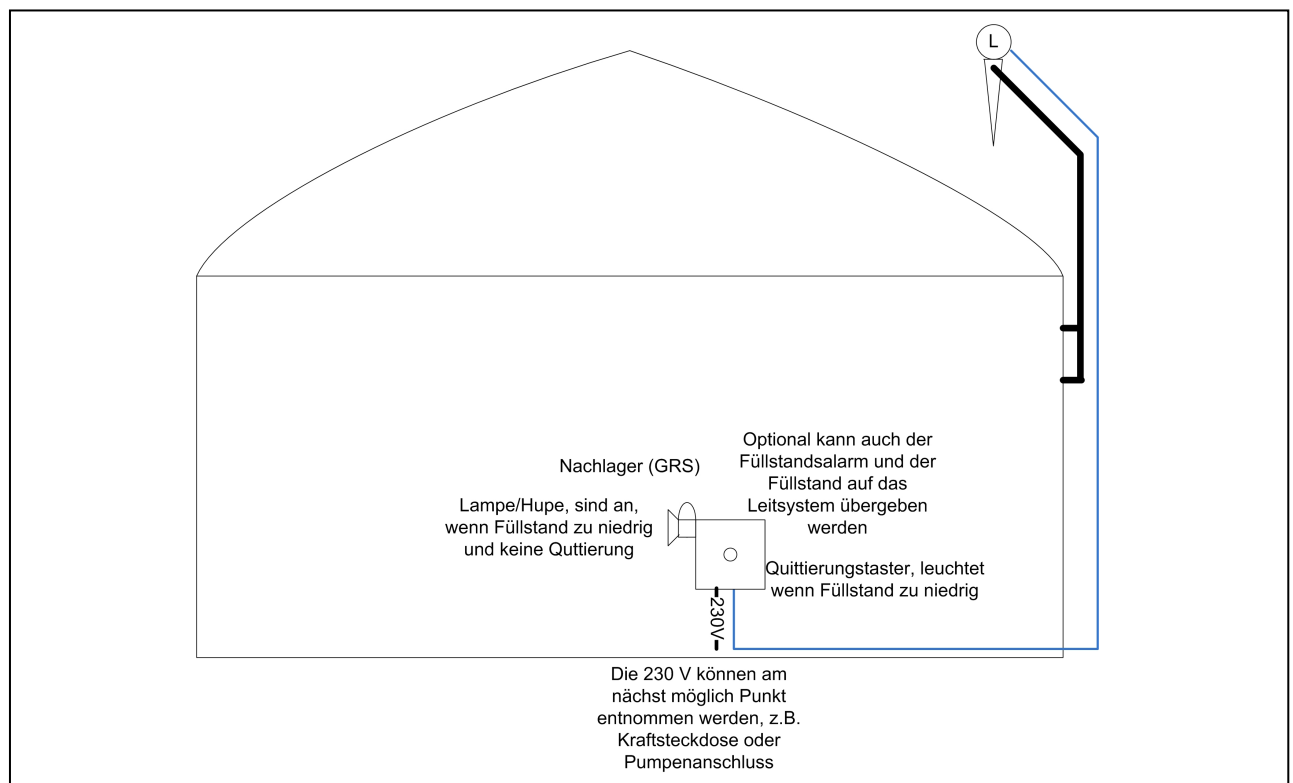 L
Nachlager (GRS)
Optional kann auch der
Füllstandsalarm und der
Füllstand auf das
Leitsystem übergeben
werden
Lampe/Hupe, sind an,
wenn Füllstand zu niedrig
und keine Quttierung
Quittierungstaster, leuchtet
wenn Füllstand zu niedrig
230V
Die 230 V können am
nächst möglich Punkt
entnommen werden, z.B.
Kraftsteckdose oder
Pumpenanschluss